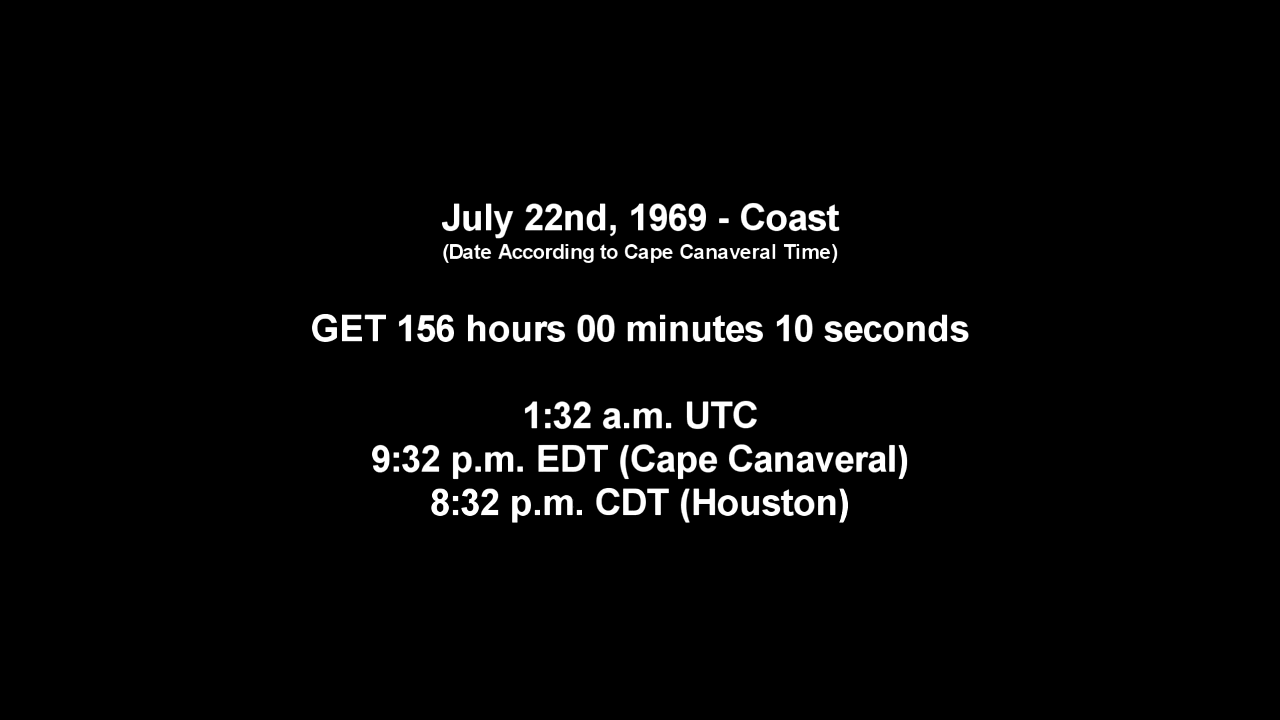 July 22nd, 1969 - Coast
(Date According to Cape Canaveral Time)
GET 156 hours 00 minutes 10 seconds
1:32 a.m. UTC
9:32 p.m. EDT (Cape Canaveral)
8:32 p.m. CDT (Houston)